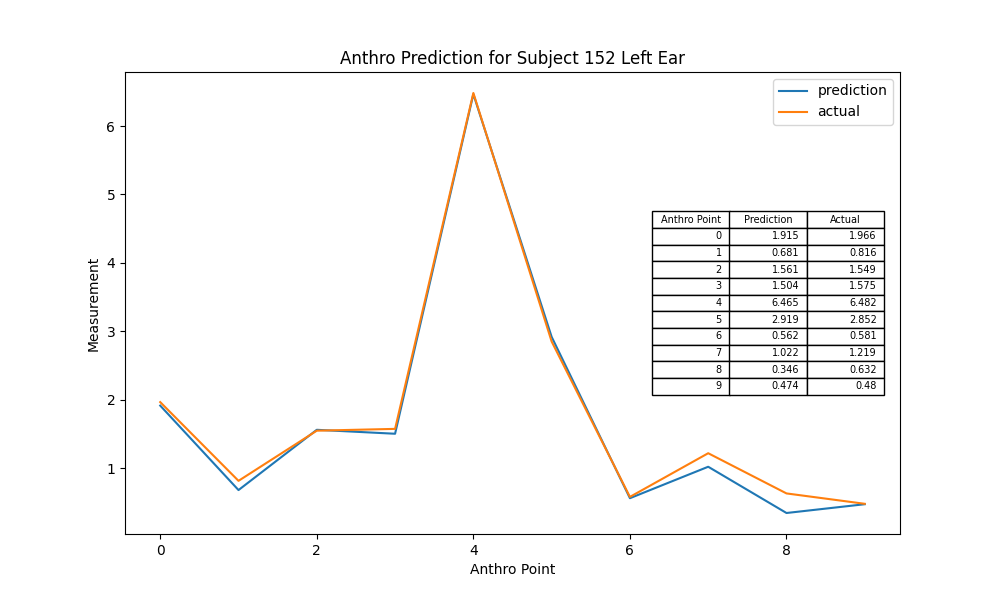 Anthro Prediction for Subject 152 Left Ear
prediction
actual
Measurement
6
5
4
3
2
1
Anthro Point Prediction Actual
0 1.915 1.966
1 0.681 0.816
2 1.561 1.549
3 1.504 1.575
4 6.465 6.482
5 2.919 2.852
6 0.562 0.581
7 1.022 1.219
8 0.346 0.632
9 0.474 0.48
0 2 4 6 8
Anthro Point